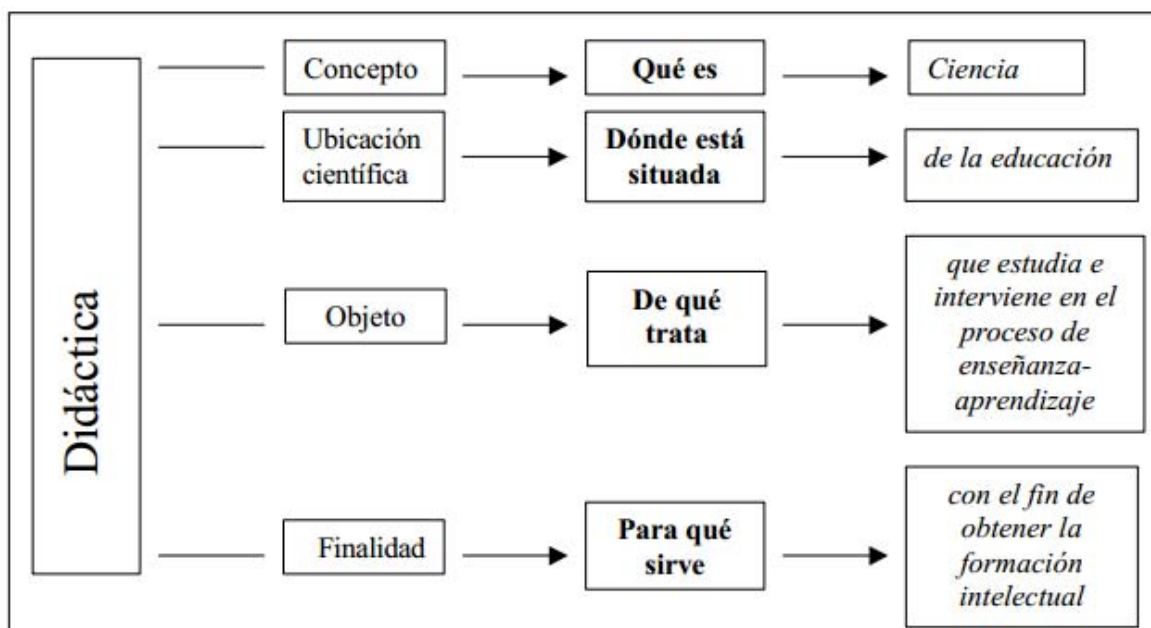 Didáctica
Concepto
Qué es
Ciencia
Ubicación
científica
Dónde está
situada
de la educación
Objeto
De qué
trata
que estudia e
interviene en el
proceso de
enseñanza-
aprendizaje
Finalidad
Para qué
sirve
con el fin de
obtener la
formación
intelectual